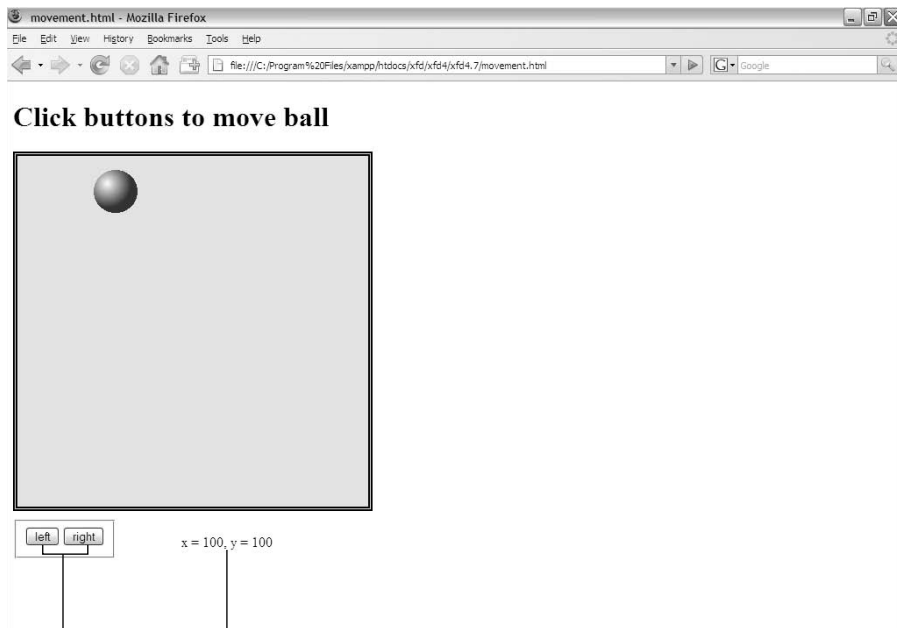 movement.html - Mozilla Firefox
File Edit View History Bookmarks Tools Help
file:///C:/Program%20Files/xampp/htdocs/xfd/xfd4/xfd4.7/movement.html
G Google
Click buttons to move ball
left right
x = 100, y = 100